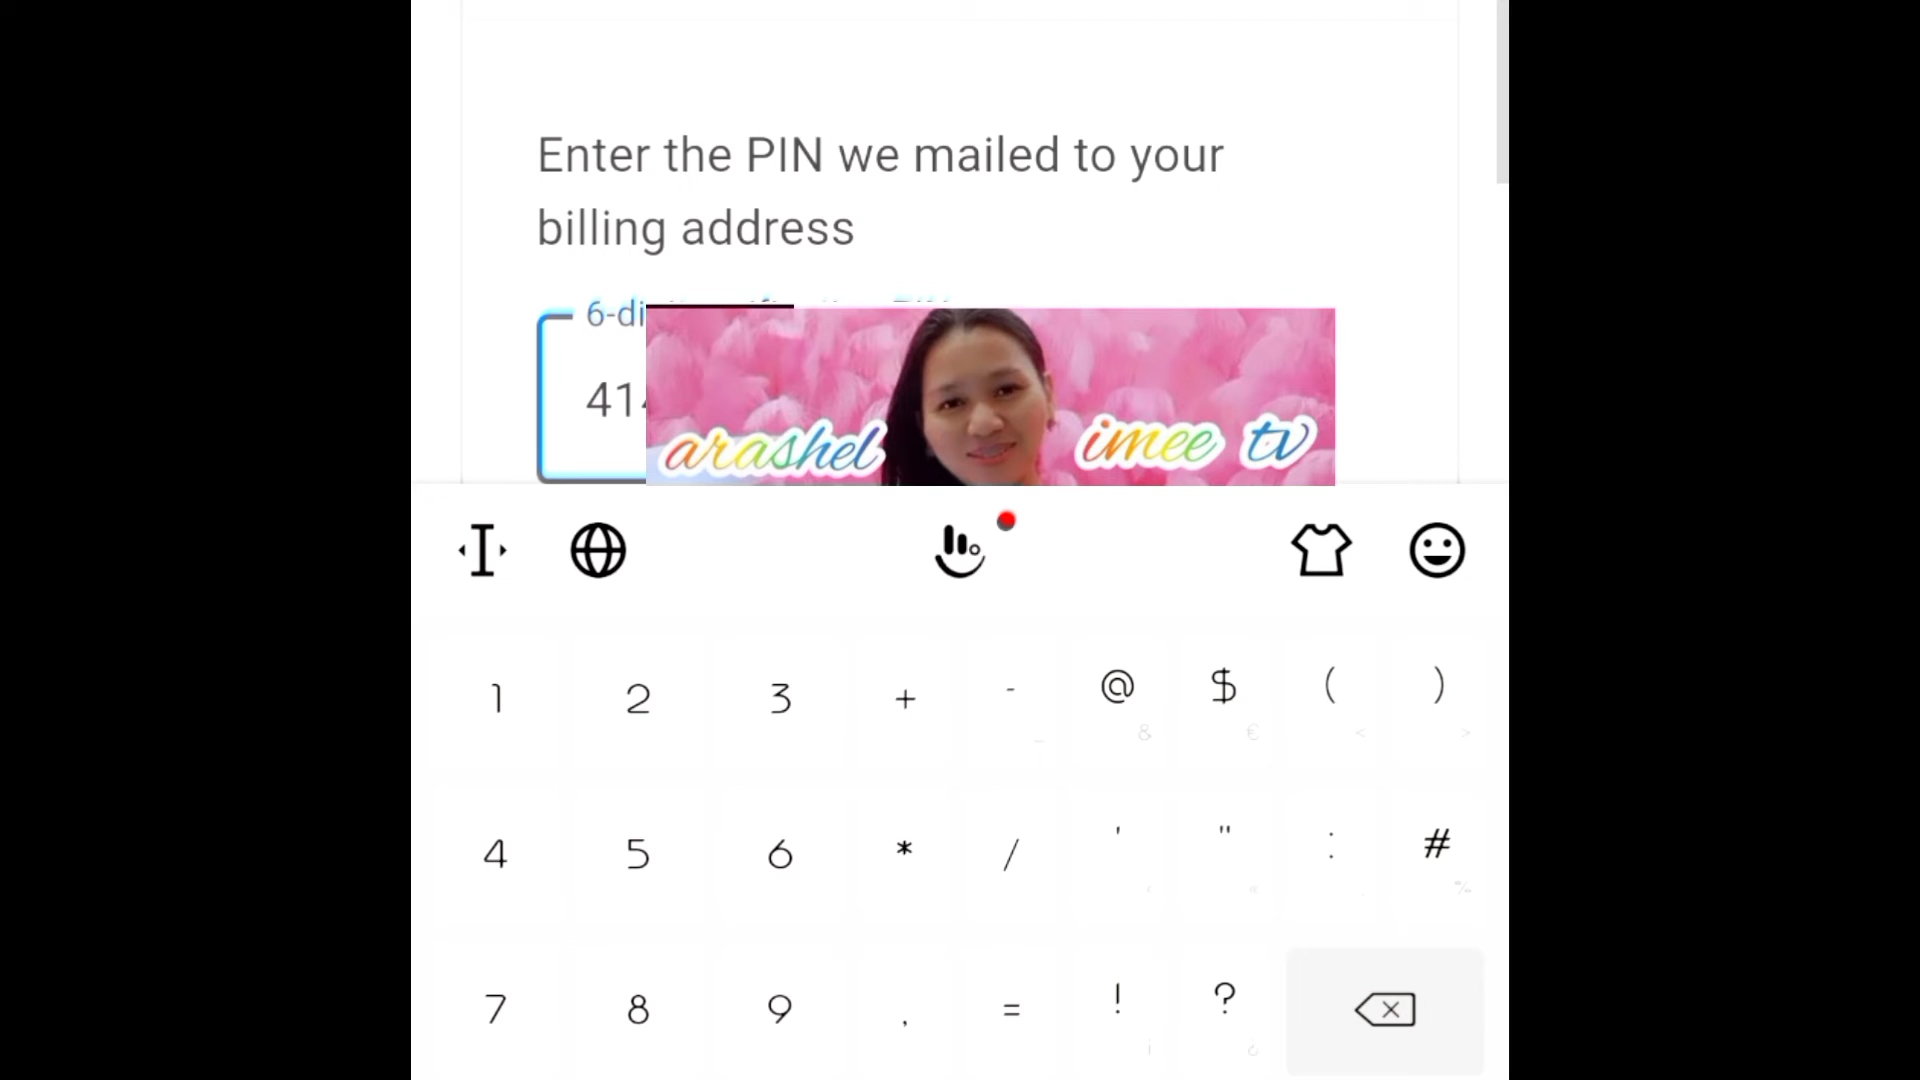 Enter the PIN we mailed to your
billing address
6-di
41
arashel imee tv
1 2 3 + - @ $ ( )
_ & € < >
4 5 6 * / ' " : #
%
7 8 9 , = ! ?
¡ ¿